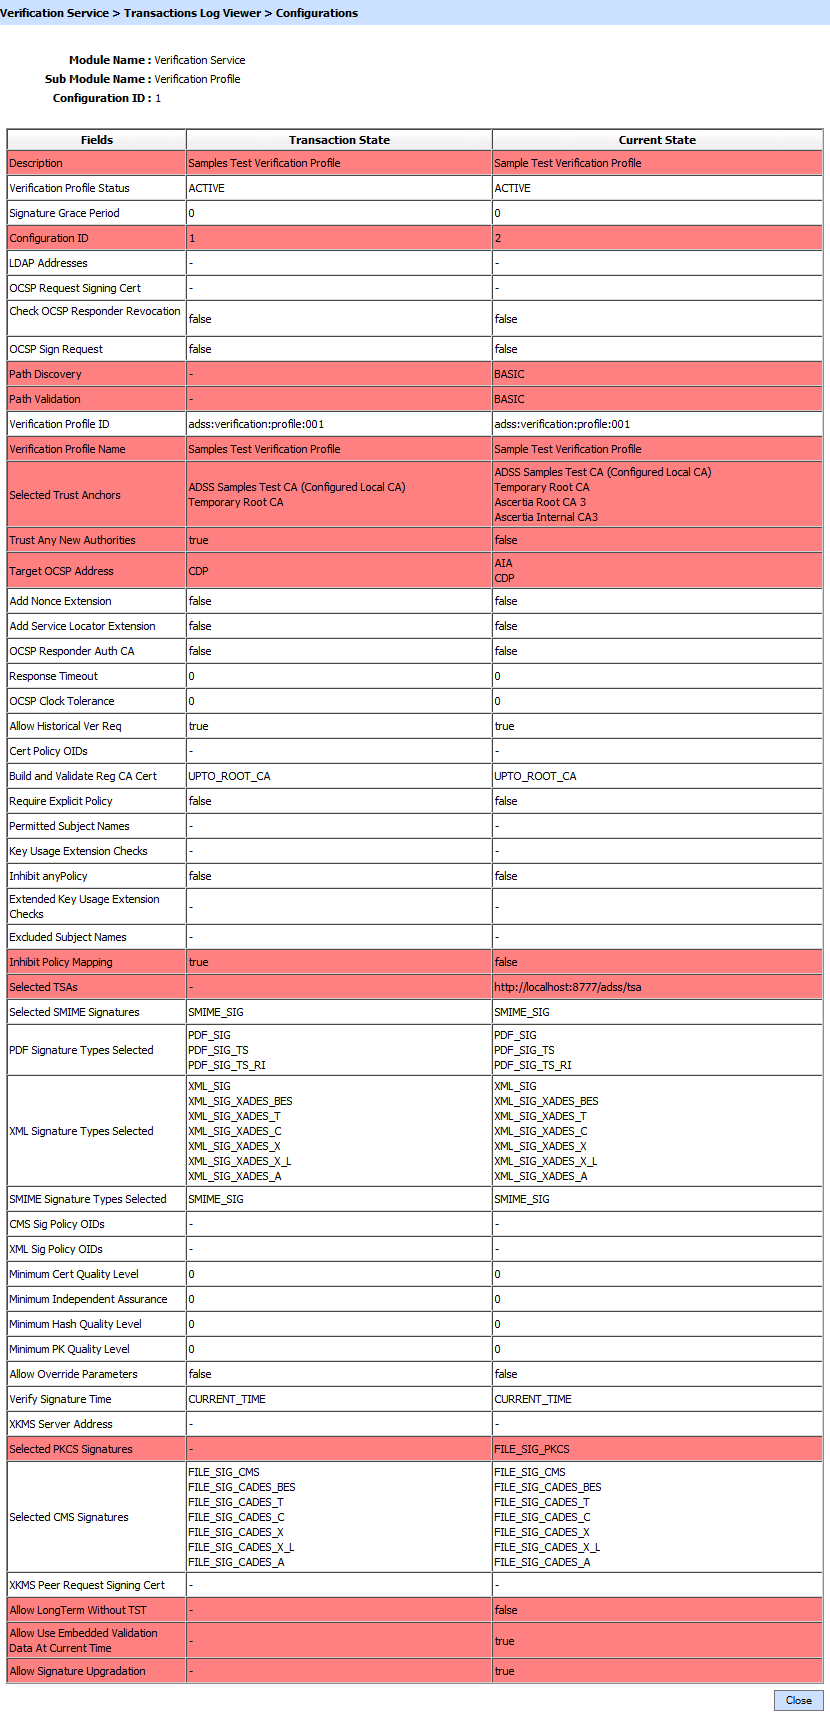 Verification Service > Transactions Log Viewer > Configurations
Module Name : Verification Service
Sub Module Name : Verification Profile
Configuration ID : 1
Fields Transaction State Current State
Description Samples Test Verification Profile Sample Test Verification Profile
Verification Profile Status ACTIVE ACTIVE
Signature Grace Period 0 0
Configuration ID 1 2
LDAP Addresses - -
OCSP Request Signing Cert - -
Check OCSP Responder Revocation false false
OCSP Sign Request false false
Path Discovery - BASIC
Path Validation - BASIC
Verification Profile ID adss:verification:profile:001 adss:verification:profile:001
Verification Profile Name Samples Test Verification Profile Sample Test Verification Profile
Selected Trust Anchors
ADSS Samples Test CA (Configured Local CA)
Temporary Root CA
ADSS Samples Test CA (Configured Local CA)
Temporary Root CA
Ascertia Root CA 3
Ascertia Internal CA3
Trust Any New Authorities true false
Target OCSP Address CDP
AIA
CDP
Add Nonce Extension false false
Add Service Locator Extension false false
OCSP Responder Auth CA false false
Response Timeout 0 0
OCSP Clock Tolerance 0 0
Allow Historical Ver Req true true
Cert Policy OIDs - -
Build and Validate Reg CA Cert UPTO_ROOT_CA UPTO_ROOT_CA
Require Explicit Policy false false
Permitted Subject Names - -
Key Usage Extension Checks - -
Inhibit anyPolicy false false
Extended Key Usage Extension
Checks - -
Excluded Subject Names - -
Inhibit Policy Mapping true false
Selected TSAs - http://localhost:8777/adss/tsa
Selected SMIME Signatures SMIME_SIG SMIME_SIG
PDF Signature Types Selected
PDF_SIG
PDF_SIG_TS
PDF_SIG_TS_RI
PDF_SIG
PDF_SIG_TS
PDF_SIG_TS_RI
XML Signature Types Selected
XML_SIG
XML_SIG_XADES_BES
XML_SIG_XADES_T
XML_SIG_XADES_C
XML_SIG_XADES_X
XML_SIG_XADES_X_L
XML_SIG_XADES_A
XML_SIG
XML_SIG_XADES_BES
XML_SIG_XADES_T
XML_SIG_XADES_C
XML_SIG_XADES_X
XML_SIG_XADES_X_L
XML_SIG_XADES_A
SMIME Signature Types Selected SMIME_SIG SMIME_SIG
CMS Sig Policy OIDs - -
XML Sig Policy OIDs - -
Minimum Cert Quality Level 0 0
Minimum Independent Assurance 0 0
Minimum Hash Quality Level 0 0
Minimum PK Quality Level 0 0
Allow Override Parameters false false
Verify Signature Time CURRENT_TIME CURRENT_TIME
XKMS Server Address - -
Selected PKCS Signatures - FILE_SIG_PKCS
Selected CMS Signatures
FILE_SIG_CMS
FILE_SIG_CADES_BES
FILE_SIG_CADES_T
FILE_SIG_CADES_C
FILE_SIG_CADES_X
FILE_SIG_CADES_X_L
FILE_SIG_CADES_A
FILE_SIG_CMS
FILE_SIG_CADES_BES
FILE_SIG_CADES_T
FILE_SIG_CADES_C
FILE_SIG_CADES_X
FILE_SIG_CADES_X_L
FILE_SIG_CADES_A
XKMS Peer Request Signing Cert - -
Allow LongTerm Without TST - false
Allow Use Embedded Validation
Data At Current Time - true
Allow Signature Upgradation - true
Close